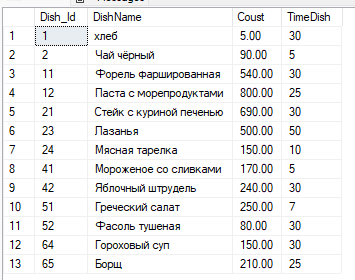 Dish_Id DishName Coust TimeDish
1 1 хлеб 5.00 30
2 2 Чай чёрный 90.00 5
3 11 Форель фаршированная 540.00 30
4 12 Паста с морепродуктами 800.00 25
5 21 Стейк с куриной печенью 690.00 30
6 23 Лазанья 500.00 50
7 24 Мясная тарелка 150.00 10
8 41 Мороженое со сливками 170.00 5
9 42 Яблочный штрудель 240.00 30
10 51 Греческий салат 250.00 7
11 52 Фасоль тушеная 80.00 30
12 64 Гороховый суп 150.00 30
13 65 Борщ 210.00 25